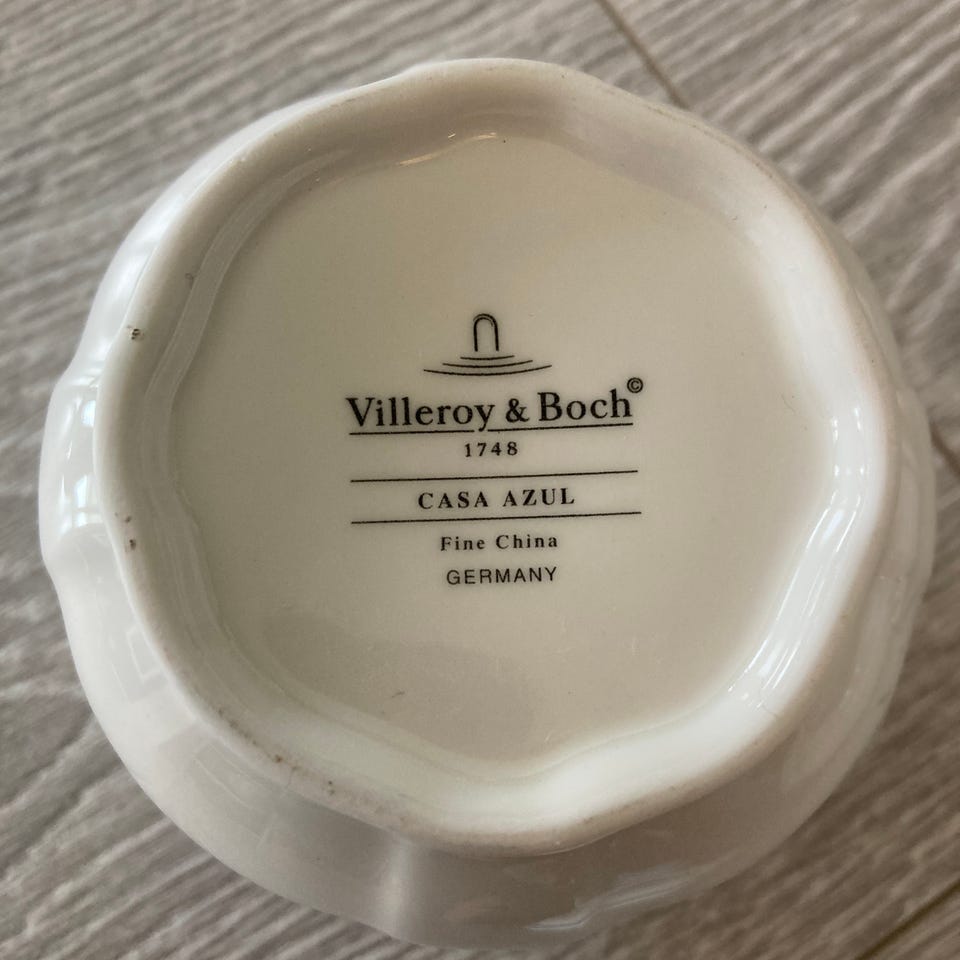 Villeroy & Boch©
1748
CASA AZUL
Fine China
GERMANY